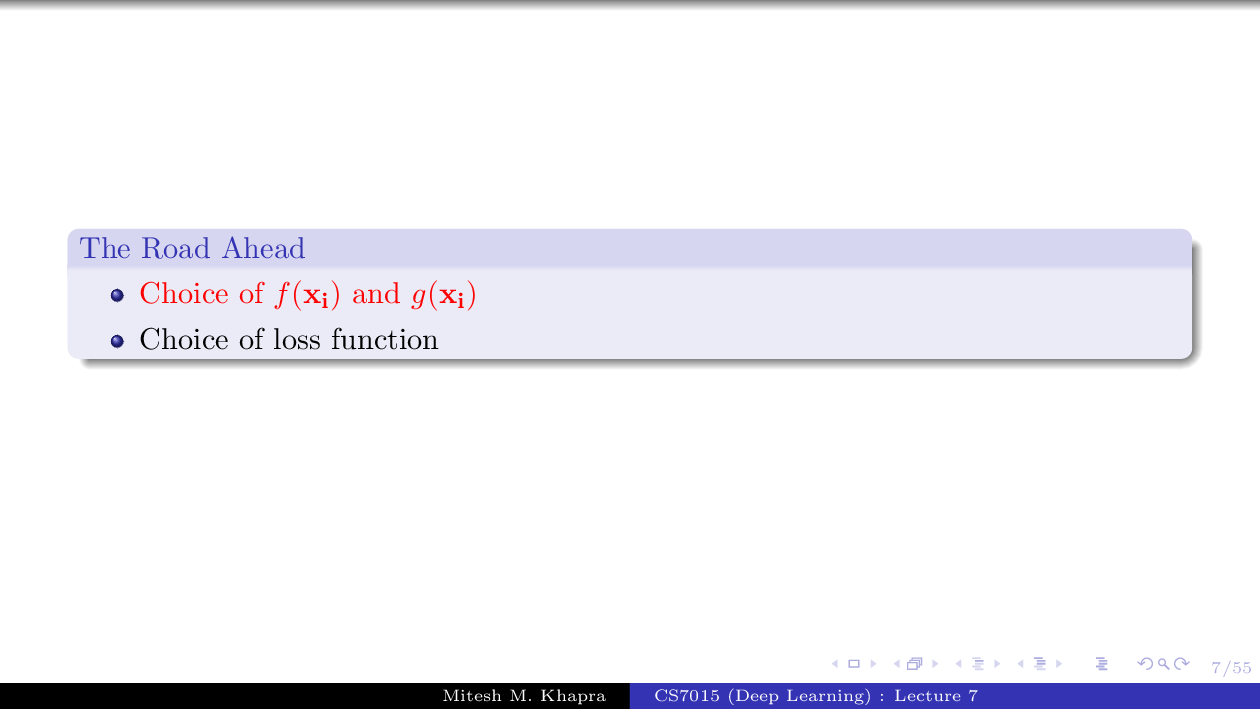 The Road Ahead
Choice of f(xᵢ) and g(xᵢ)
Choice of loss function
7/55
Mitesh M. Khapra CS7015 (Deep Learning) : Lecture 7